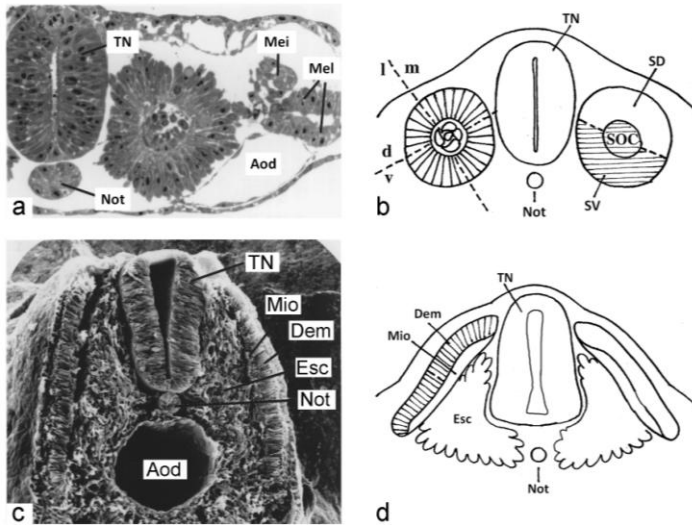 TN
Mei
Mel
Aod
Not
a
TN
l
m
SD
SOC
d
v
SV
Not
b
TN
Mio
Dem
Esc
Not
Aod
c
TN
Dem
Mio
Esc
Not
d